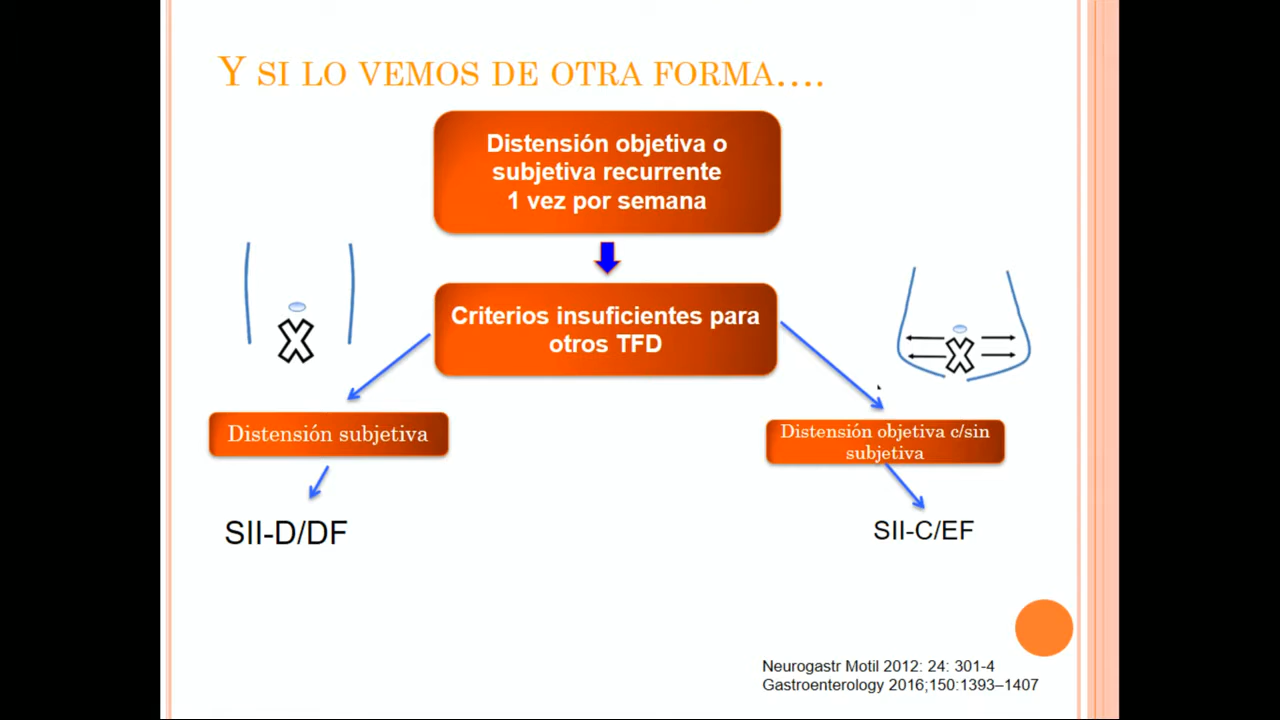 Y SI LO VEMOS DE OTRA FORMA....
Distensión objetiva o
subjetiva recurrente
1 vez por semana
Criterios insuficientes para
otros TFD
Distensión subjetiva
Distensión objetiva c/sin
subjetiva
SII-D/DF
SII-C/EF
Neurogastr Motil 2012: 24: 301-4
Gastroenterology 2016;150:1393–1407